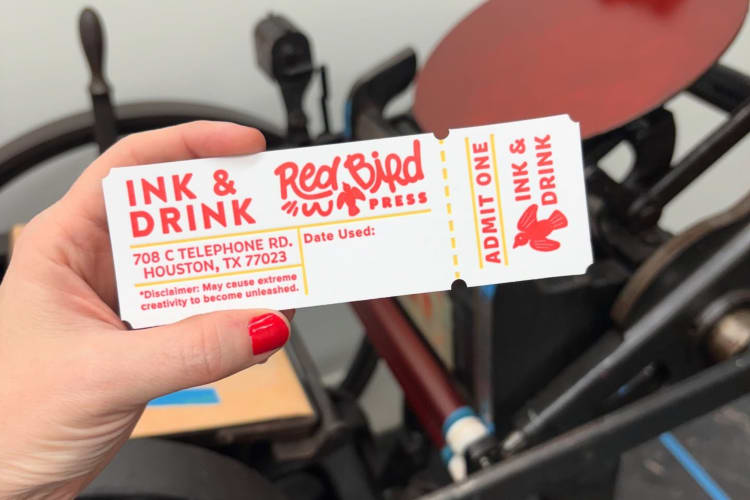 INK &
DRINK
Red Bird
PRESS
708 C TELEPHONE RD.
HOUSTON, TX 77023
*Disclaimer: May cause extreme
creativity to become unleashed.
Date Used:
ADMIT ONE
INK &
DRINK